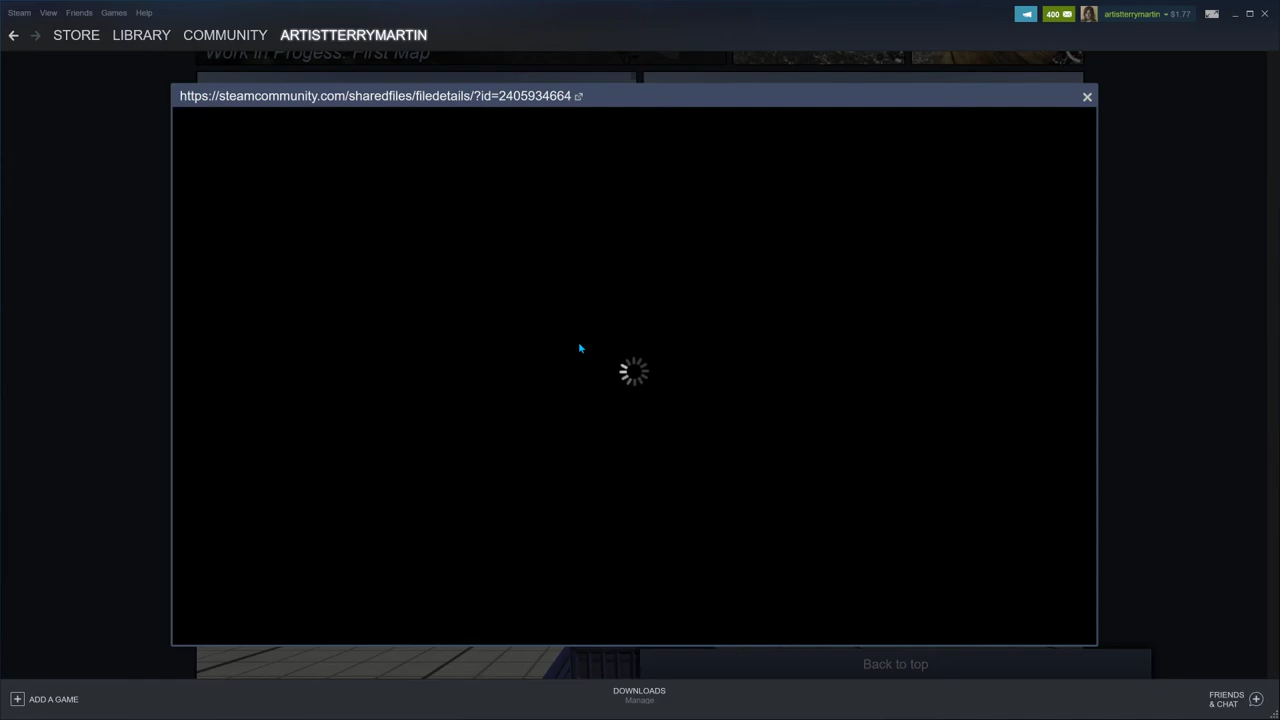 Steam View Friends Games Help
400 artistterrymartin $1.77
STORE LIBRARY COMMUNITY ARTISTTERRYMARTIN
Work In Progess: First Map
https://steamcommunity.com/sharedfiles/filedetails/?id=2405934664
Back to top
ADD A GAME
DOWNLOADS
Manage
FRIENDS
& CHAT